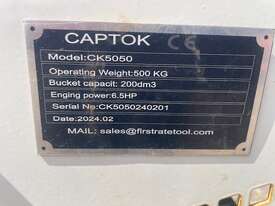 CAPTOK CE
Model:CK5050
Operating Weight:500 KG
Bucket capacit: 200dm3
Enging power:6.5HP
Serial No:CK5050240201
Date:2024.02
MAIL: sales@firstratetool.com